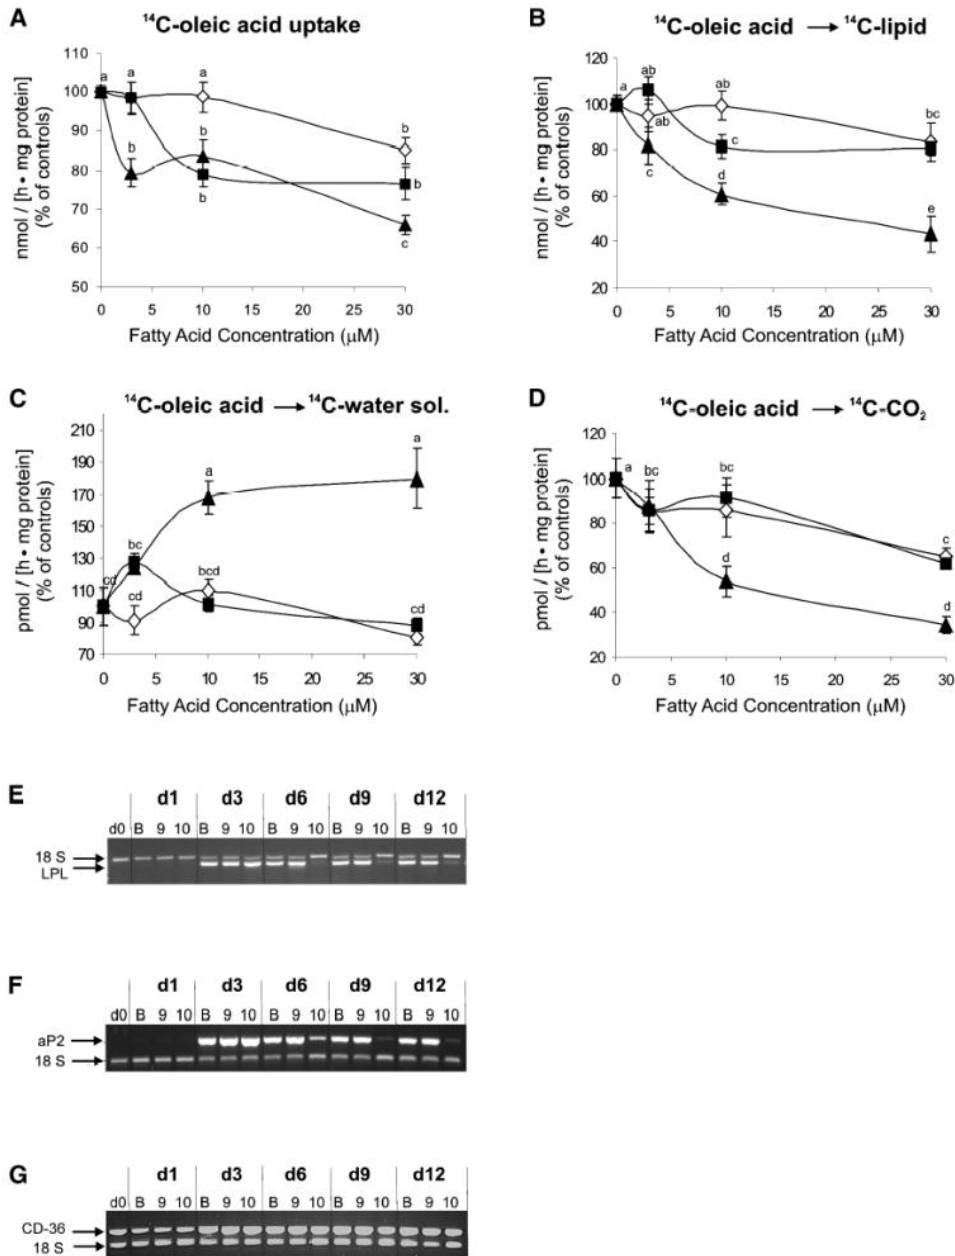 A
¹⁴C-oleic acid uptake
nmol / [h • mg protein]
(% of controls)
110
100
90
80
70
60
50
a
a
a
b
b
b
b
b
c
0 5 10 15 20 25 30
Fatty Acid Concentration (μM)
B
¹⁴C-oleic acid → ¹⁴C-lipid
nmol / [h • mg protein]
(% of controls)
120
100
80
60
40
20
a
ab
ab
ab
bc
c
c
d
e
0 5 10 15 20 25 30
Fatty Acid Concentration (μM)
C
¹⁴C-oleic acid → ¹⁴C-water sol.
pmol / [h • mg protein]
(% of controls)
210
190
170
150
130
110
90
70
a
a
bc
cd
bcd
cd
cd
0 5 10 15 20 25 30
Fatty Acid Concentration (μM)
D
¹⁴C-oleic acid → ¹⁴C-CO₂
pmol / [h • mg protein]
(% of controls)
120
100
80
60
40
20
a
bc
bc
c
d
d
0 5 10 15 20 25 30
Fatty Acid Concentration (μM)
E
d1 d3 d6 d9 d12
d0 B 9 10 B 9 10 B 9 10 B 9 10 B 9 10
18 S
LPL
F
d1 d3 d6 d9 d12
d0 B 9 10 B 9 10 B 9 10 B 9 10 B 9 10
aP2
18 S
G
d1 d3 d6 d9 d12
d0 B 9 10 B 9 10 B 9 10 B 9 10 B 9 10
CD-36
18 S